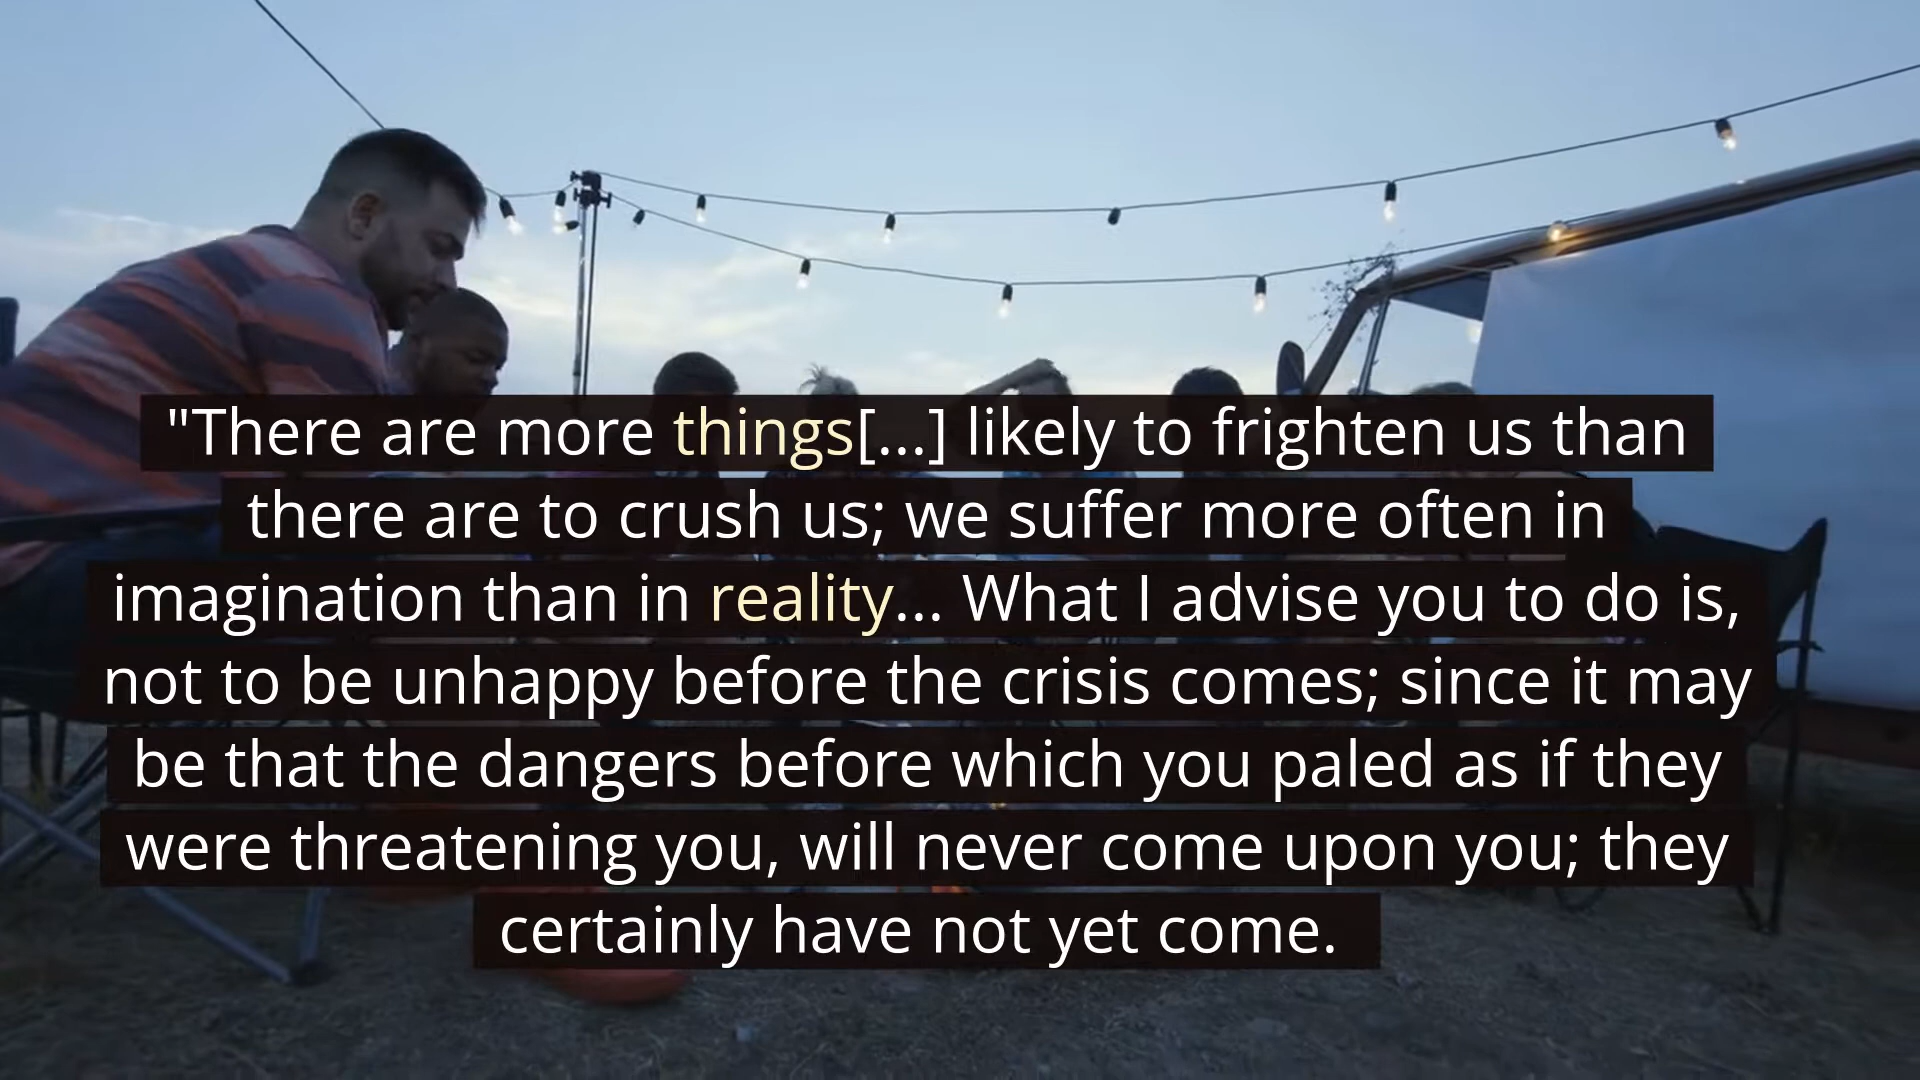 "There are more things[...] likely to frighten us than
there are to crush us; we suffer more often in
imagination than in reality... What I advise you to do is,
not to be unhappy before the crisis comes; since it may
be that the dangers before which you paled as if they
were threatening you, will never come upon you; they
certainly have not yet come.